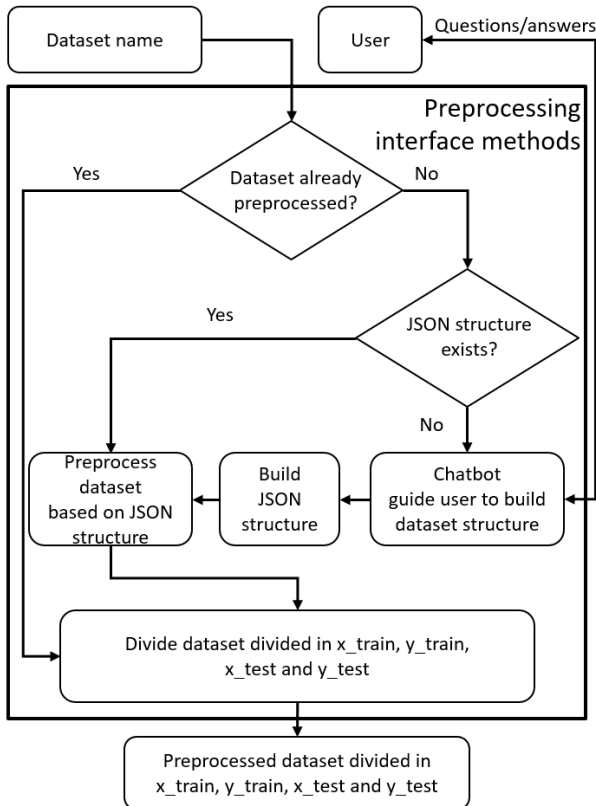 Dataset name
User
Questions/answers
Preprocessing
interface methods
Yes
Dataset already
preprocessed?
No
Yes
JSON structure
exists?
No
Preprocess
dataset
based on JSON
structure
Build
JSON
structure
Chatbot
guide user to build
dataset structure
Divide dataset divided in x_train, y_train,
x_test and y_test
Preprocessed dataset divided in
x_train, y_train, x_test and y_test